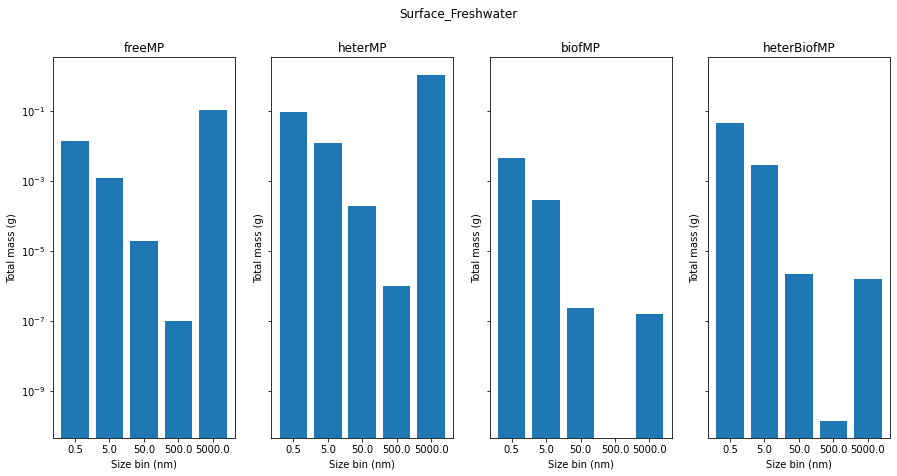 Surface_Freshwater
freeMP
heterMP
biofMP
heterBiofMP
Total mass (g)
10⁻¹
10⁻³
10⁻⁵
10⁻⁷
10⁻⁹
Total mass (g)
Total mass (g)
Total mass (g)
0.5 5.0 50.0 500.0 5000.0
0.5 5.0 50.0 500.0 5000.0
0.5 5.0 50.0 500.0 5000.0
0.5 5.0 50.0 500.0 5000.0
Size bin (nm)
Size bin (nm)
Size bin (nm)
Size bin (nm)